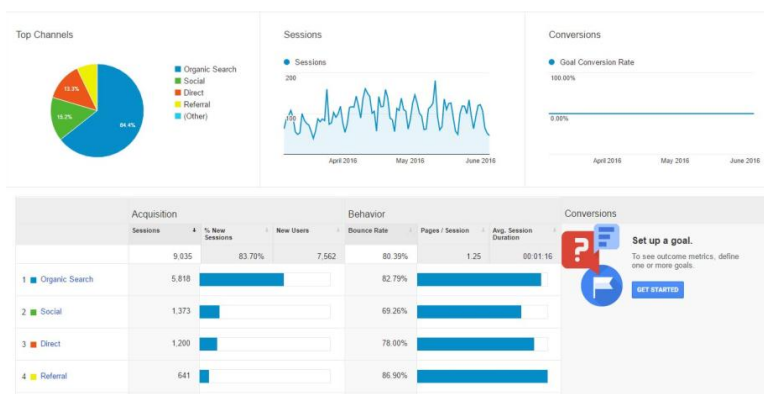 Top Channels
Organic Search
Social
Direct
Referral
(Other)
13.3%
15.2%
64.4%
Sessions
Sessions
200
100
April 2016 May 2016 June 2016
Conversions
Goal Conversion Rate
100.00%
0.00%
April 2016 May 2016 June 2016
Acquisition Behavior Conversions
Sessions % New Sessions New Users Bounce Rate Pages / Session Avg. Session Duration
9,035 83.70% 7,562 80.39% 1.25 00:01:16
1 Organic Search 5,818 82.79%
2 Social 1,373 69.26%
3 Direct 1,200 78.00%
4 Referral 641 86.90%
Set up a goal.
To see outcome metrics, define
one or more goals.
GET STARTED